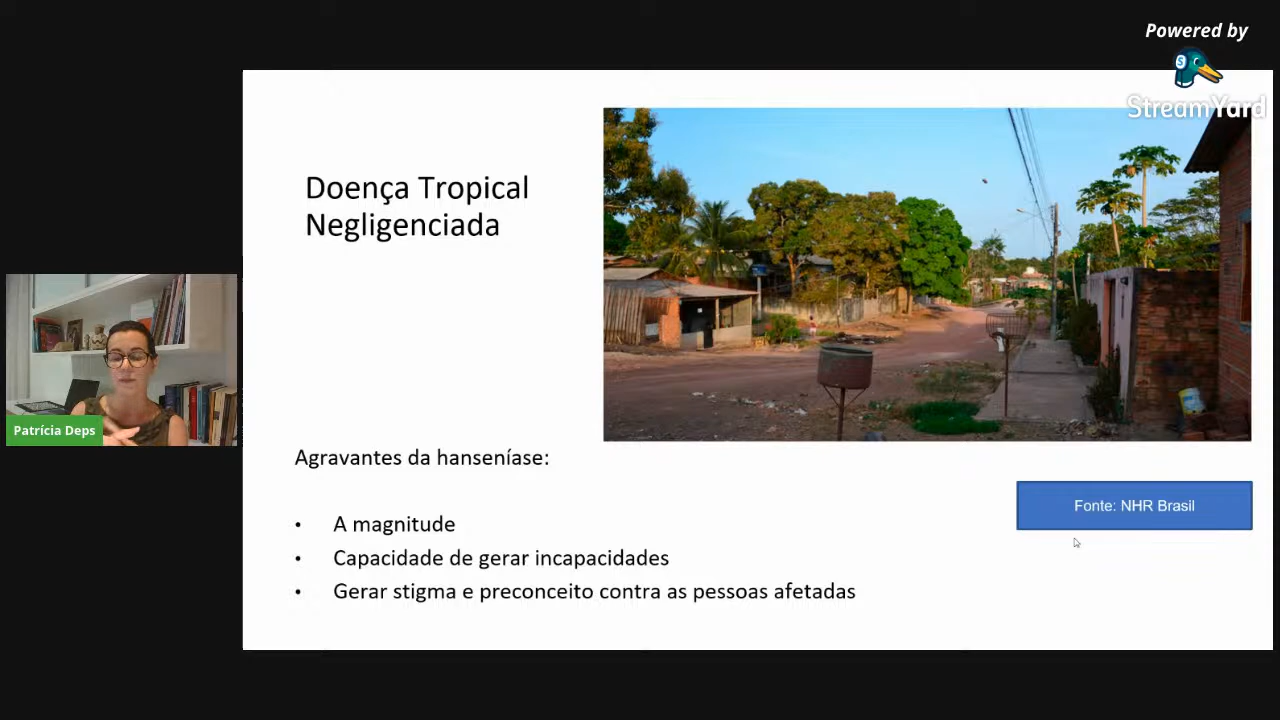 Powered by
StreamYard
Doença Tropical
Negligenciada
Patrícia Deps
Agravantes da hanseníase:
Fonte: NHR Brasil
• A magnitude
• Capacidade de gerar incapacidades
• Gerar stigma e preconceito contra as pessoas afetadas